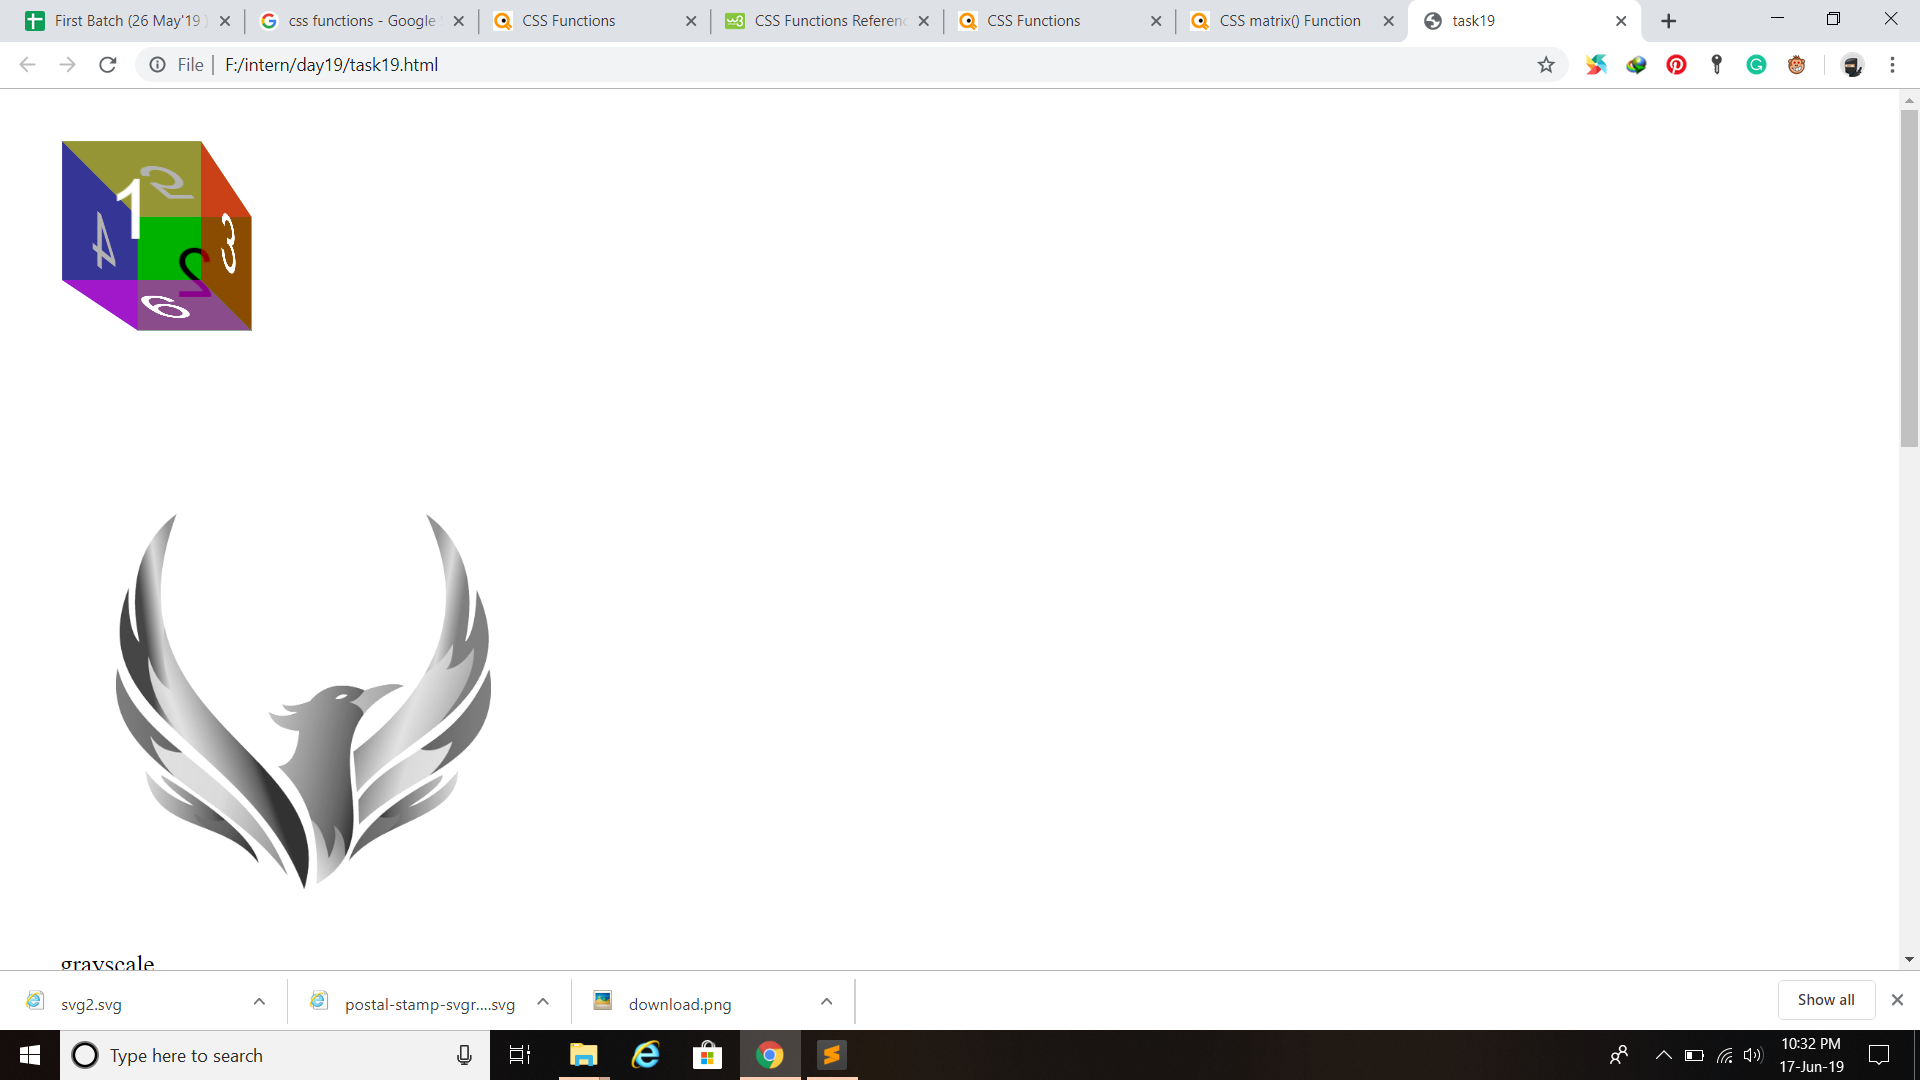 First Batch (26 May'19
css functions - Google
CSS Functions
CSS Functions Referenc
CSS Functions
CSS matrix() Function
task19
File
F:/intern/day19/task19.html
5
1
4
3
2
6
grayscale
svg2.svg
postal-stamp-svgr....svg
download.png
Show all
Type here to search
10:32 PM
17-Jun-19